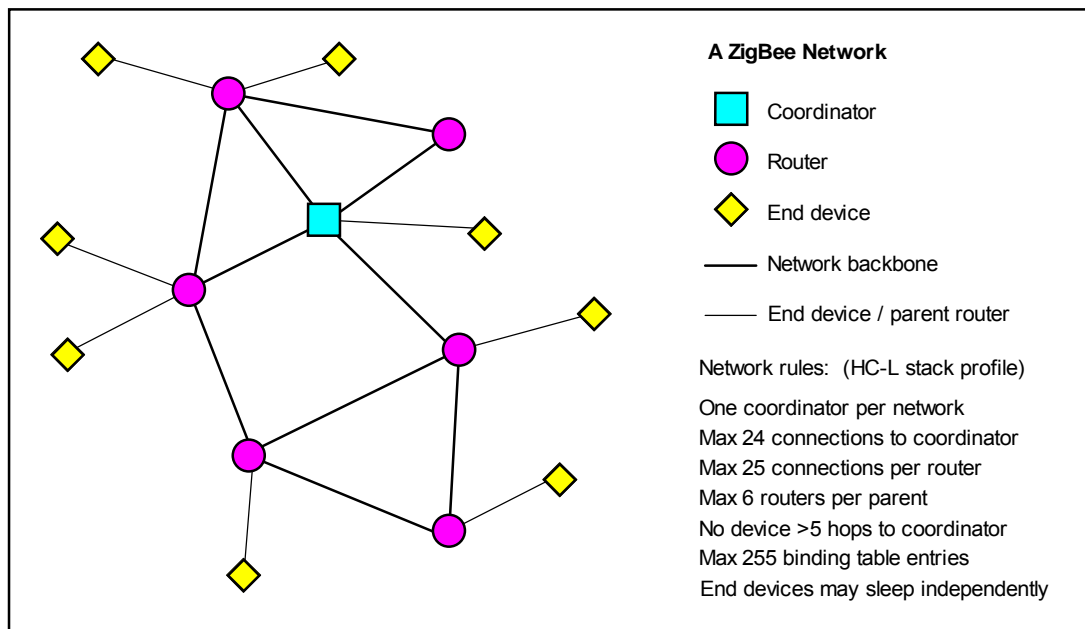 A ZigBee Network
Coordinator
Router
End device
Network backbone
End device / parent router
Network rules: (HC-L stack profile)
One coordinator per network
Max 24 connections to coordinator
Max 25 connections per router
Max 6 routers per parent
No device >5 hops to coordinator
Max 255 binding table entries
End devices may sleep independently